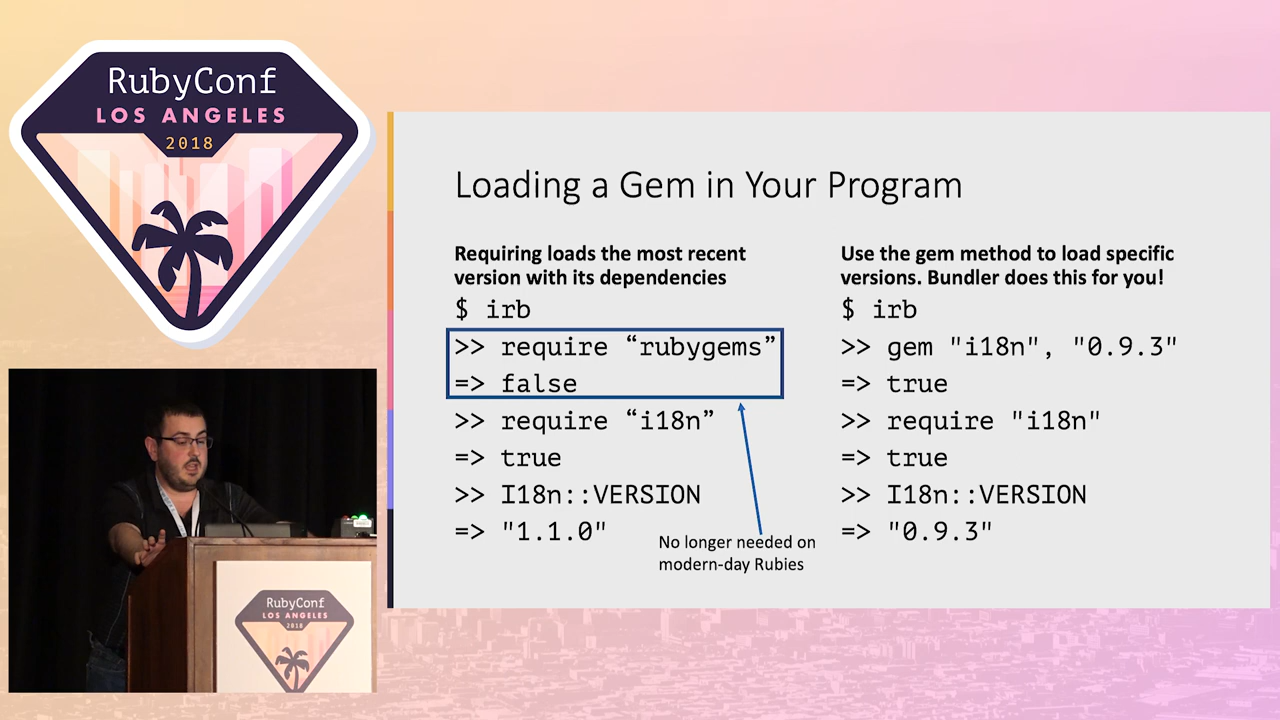 RubyConf
LOS ANGELES
2018
Loading a Gem in Your Program
Requiring loads the most recent
version with its dependencies
$ irb
>> require “rubygems”
=> false
>> require “i18n”
=> true
>> I18n::VERSION
=> "1.1.0"
No longer needed on
modern-day Rubies
Use the gem method to load specific
versions. Bundler does this for you!
$ irb
>> gem "i18n", "0.9.3"
=> true
>> require "i18n"
=> true
>> I18n::VERSION
=> "0.9.3"
RubyConf
LOS ANGELES
2018